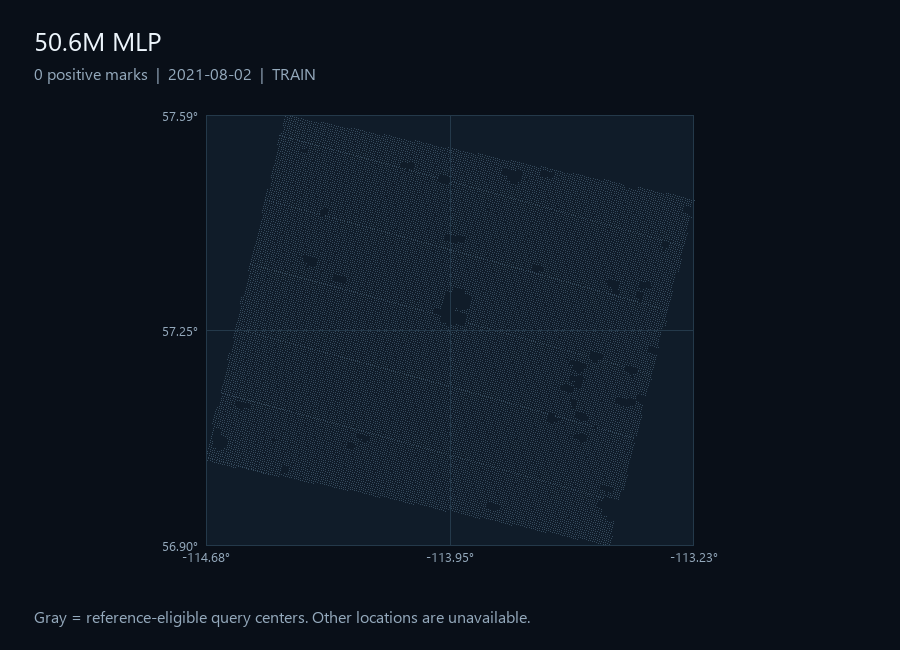 50.6M MLP
0 positive marks | 2021-08-02 | TRAIN
57.59°
57.25°
56.90°
-114.68°
-113.95°
-113.23°
Gray = reference-eligible query centers. Other locations are unavailable.